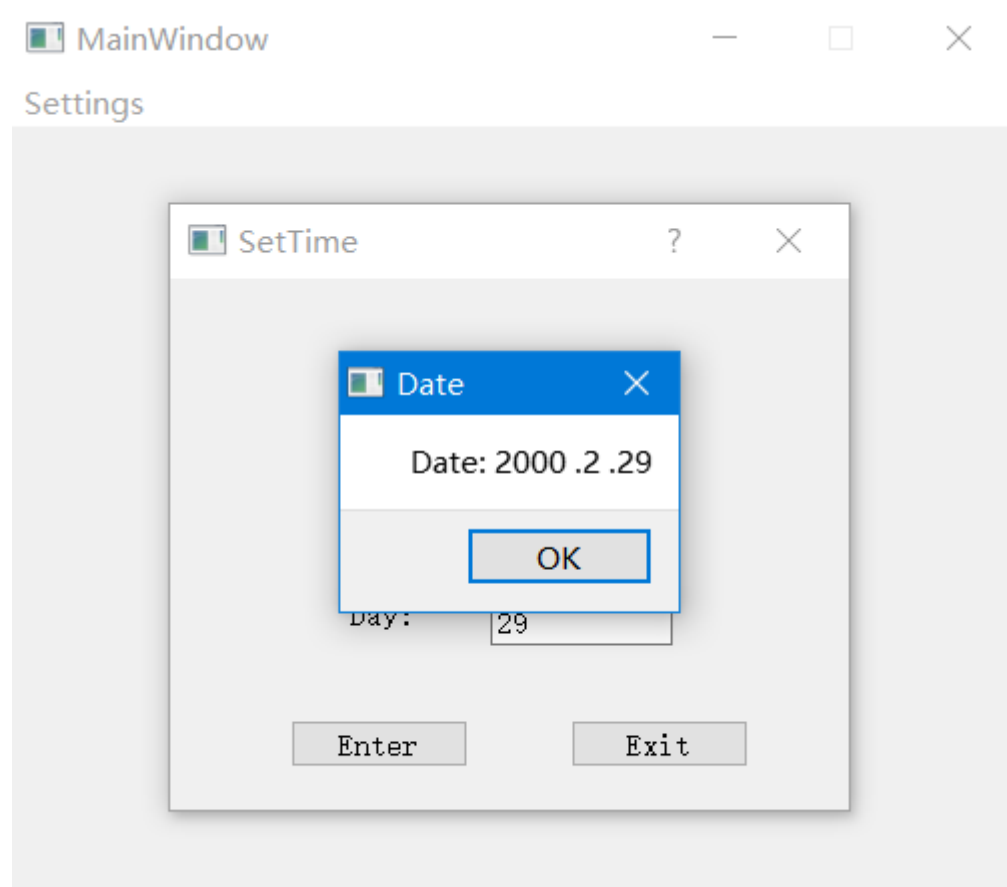 MainWindow
Settings
SetTime
?
Date
Date: 2000 .2 .29
OK
Day:
29
Enter
Exit